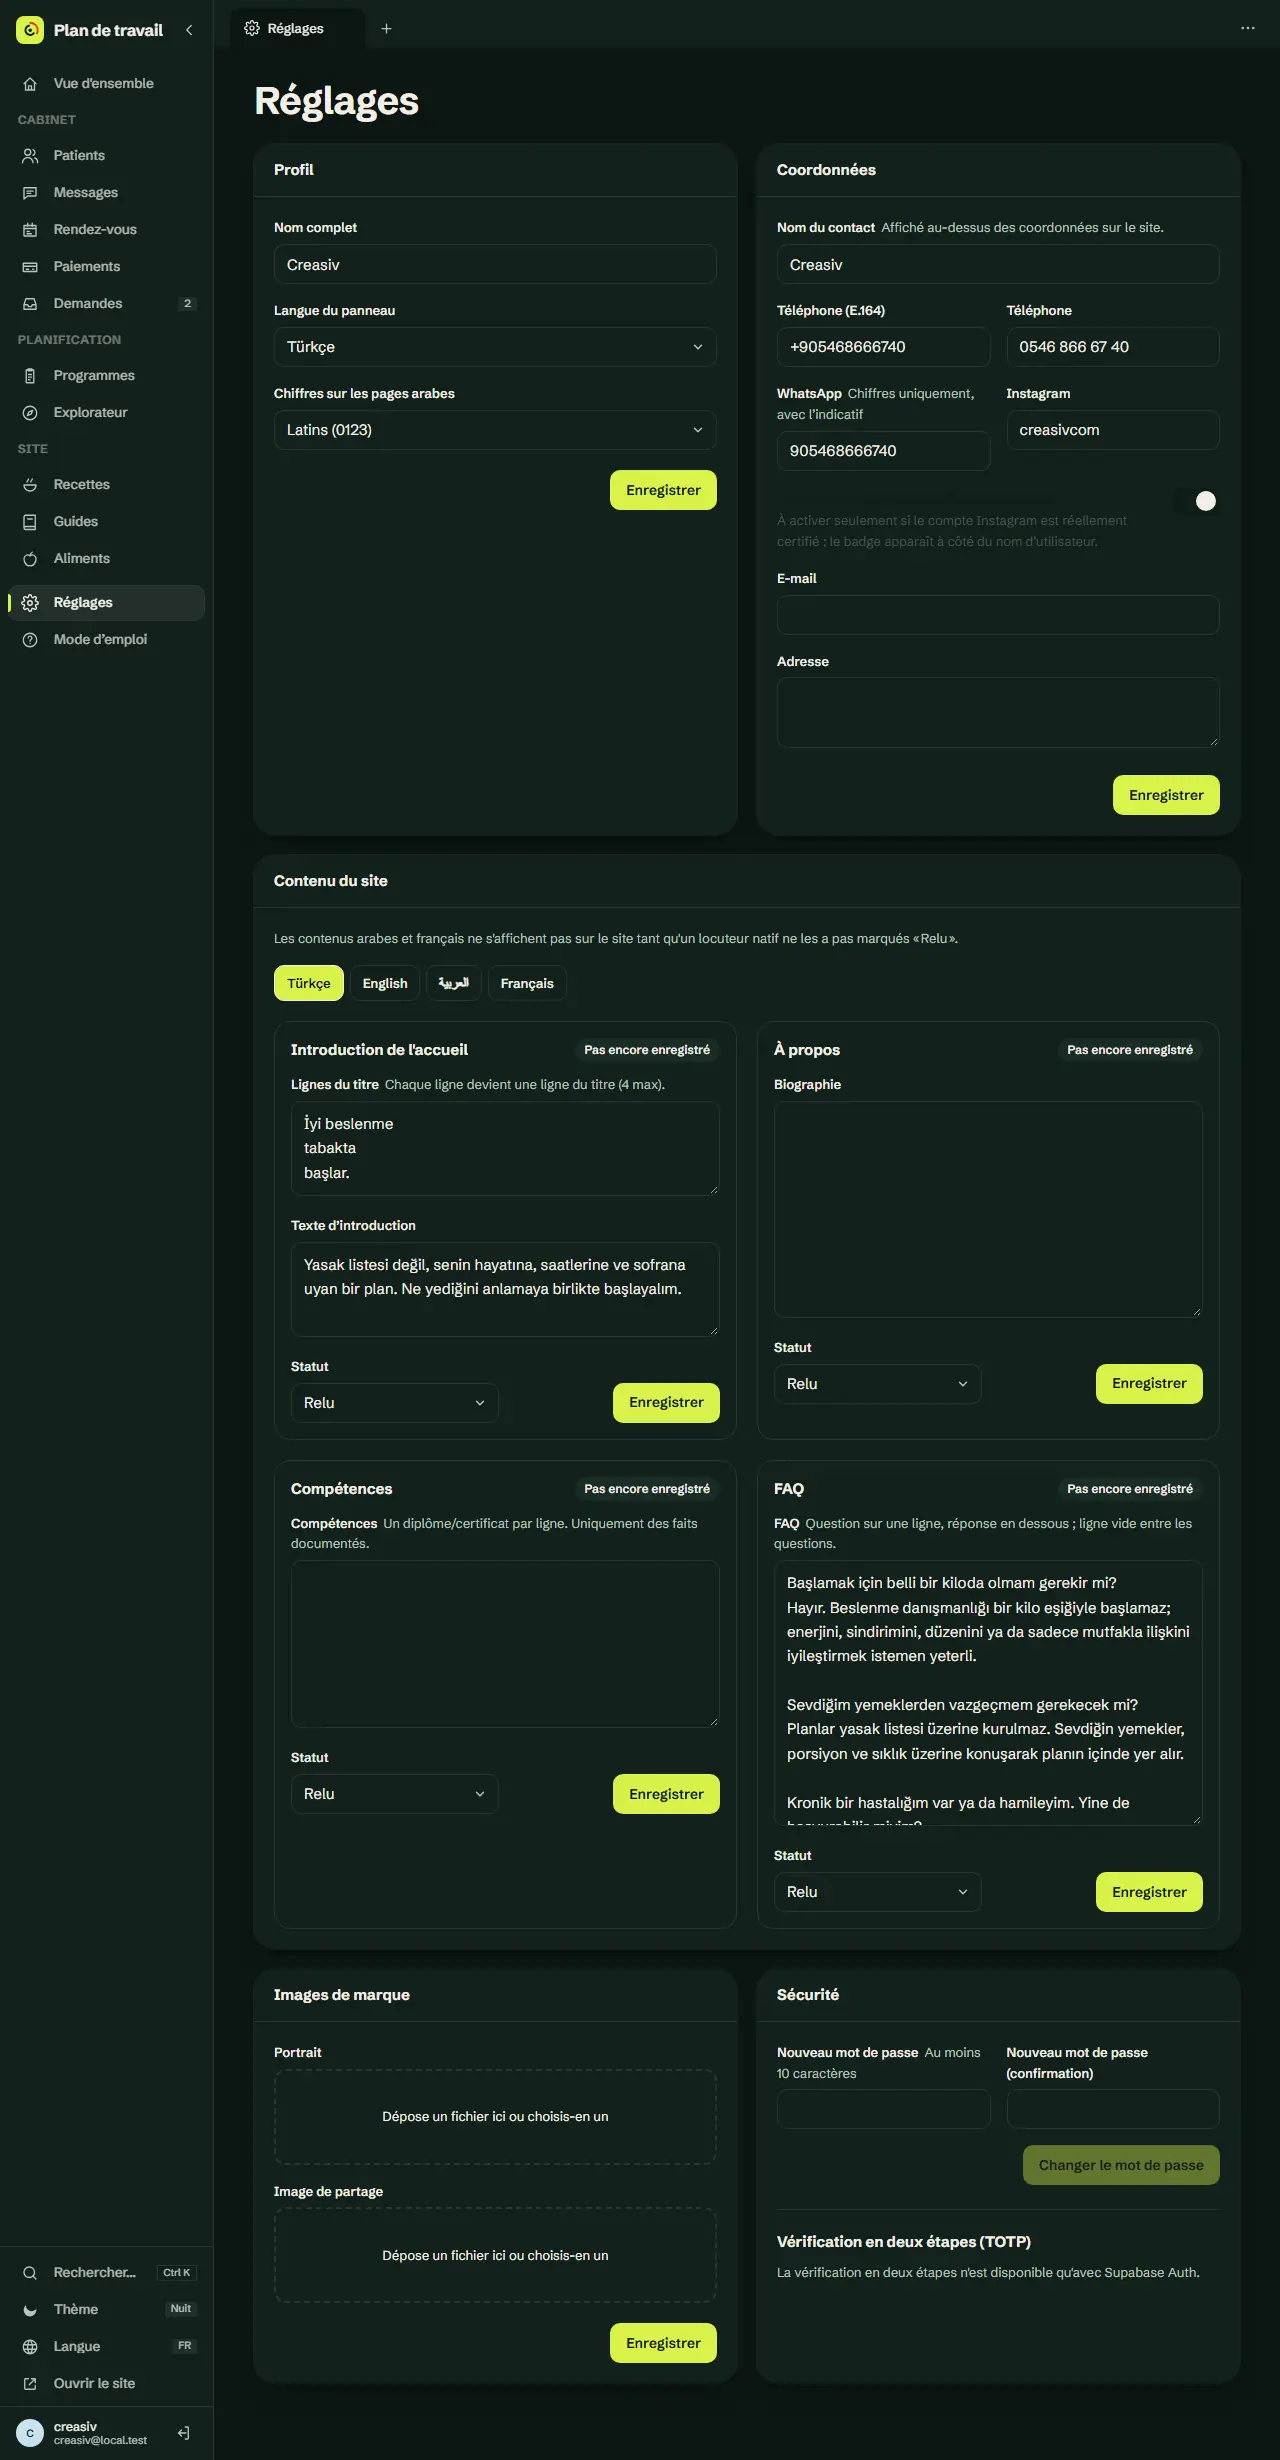 Plan de travail
Vue d'ensemble
CABINET
Patients
Messages
Rendez-vous
Paiements
Demandes 2
PLANIFICATION
Programmes
Explorateur
SITE
Recettes
Guides
Aliments
Réglages
Mode d'emploi
Rechercher... Ctrl K
Thème Nuit
Langue FR
Ouvrir le site
C
creasiv
creasiv@local.test
Réglages
Réglages
Profil
Nom complet
Creasiv
Langue du panneau
Türkçe
Chiffres sur les pages arabes
Latins (0123)
Enregistrer
Coordonnées
Nom du contact Affiché au-dessus des coordonnées sur le site.
Creasiv
Téléphone (E.164)
+905468666740
Téléphone
0546 866 67 40
WhatsApp Chiffres uniquement,
avec l'indicatif
905468666740
Instagram
creasivcom
À activer seulement si le compte Instagram est réellement
certifié ; le badge apparaît à côté du nom d'utilisateur.
E-mail
Adresse
Enregistrer
Contenu du site
Les contenus arabes et français ne s'affichent pas sur le site tant qu'un locuteur natif ne les a pas marqués «Relu».
Türkçe English العربية Français
Introduction de l'accueil Pas encore enregistré
Lignes du titre Chaque ligne devient une ligne du titre (4 max).
İyi beslenme
tabakta
başlar.
Texte d'introduction
Yasak listesi değil, senin hayatına, saatlerine ve sofrana
uyan bir plan. Ne yediğini anlamaya birlikte başlayalım.
Statut
Relu
Enregistrer
À propos Pas encore enregistré
Biographie
Statut
Relu
Enregistrer
Compétences Pas encore enregistré
Compétences Un diplôme/certificat par ligne. Uniquement des faits
documentés.
Statut
Relu
Enregistrer
FAQ Pas encore enregistré
FAQ Question sur une ligne, réponse en dessous ; ligne vide entre les
questions.
Başlamak için belli bir kiloda olmam gerekir mi?
Hayır. Beslenme danışmanlığı bir kilo eşiğiyle başlamaz;
enerjini, sindirimini, düzenini ya da sadece mutfakla ilişkini
iyileştirmek istemen yeterli.
Sevdiğim yemeklerden vazgeçmem gerekecek mi?
Planlar yasak listesi üzerine kurulmaz. Sevdiğin yemekler,
porsiyon ve sıklık üzerine konuşarak planın içinde yer alır.
Kronik bir hastalığım var ya da hamileyim. Yine de
Statut
Relu
Enregistrer
Images de marque
Portrait
Dépose un fichier ici ou choisis-en un
Image de partage
Dépose un fichier ici ou choisis-en un
Enregistrer
Sécurité
Nouveau mot de passe Au moins
10 caractères
Nouveau mot de passe
(confirmation)
Changer le mot de passe
Vérification en deux étapes (TOTP)
La vérification en deux étapes n'est disponible qu'avec Supabase Auth.